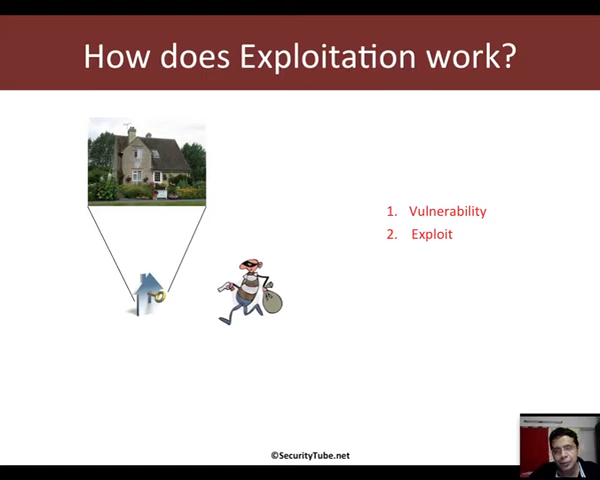 How does Exploitation work?
1. Vulnerability
2. Exploit
©SecurityTube.net